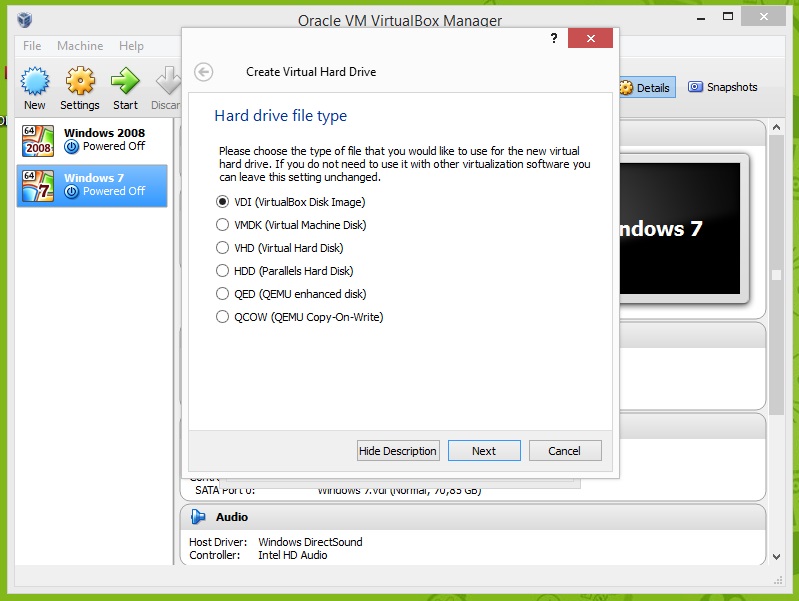 Oracle VM VirtualBox Manager
File Machine Help
?
Create Virtual Hard Drive
New Settings Start Discar
Details Snapshots
64 2008 Windows 2008
Powered Off
64 7 Windows 7
Powered Off
Hard drive file type
Please choose the type of file that you would like to use for the new virtual
hard drive. If you do not need to use it with other virtualization software you
can leave this setting unchanged.
VDI (VirtualBox Disk Image)
VMDK (Virtual Machine Disk)
VHD (Virtual Hard Disk)
HDD (Parallels Hard Disk)
QED (QEMU enhanced disk)
QCOW (QEMU Copy-On-Write)
ndows 7
Hide Description Next Cancel
SATA Port 0: Windows 7.vdi (Normal, 70,85 GB)
Audio
Host Driver: Windows DirectSound
Controller: Intel HD Audio